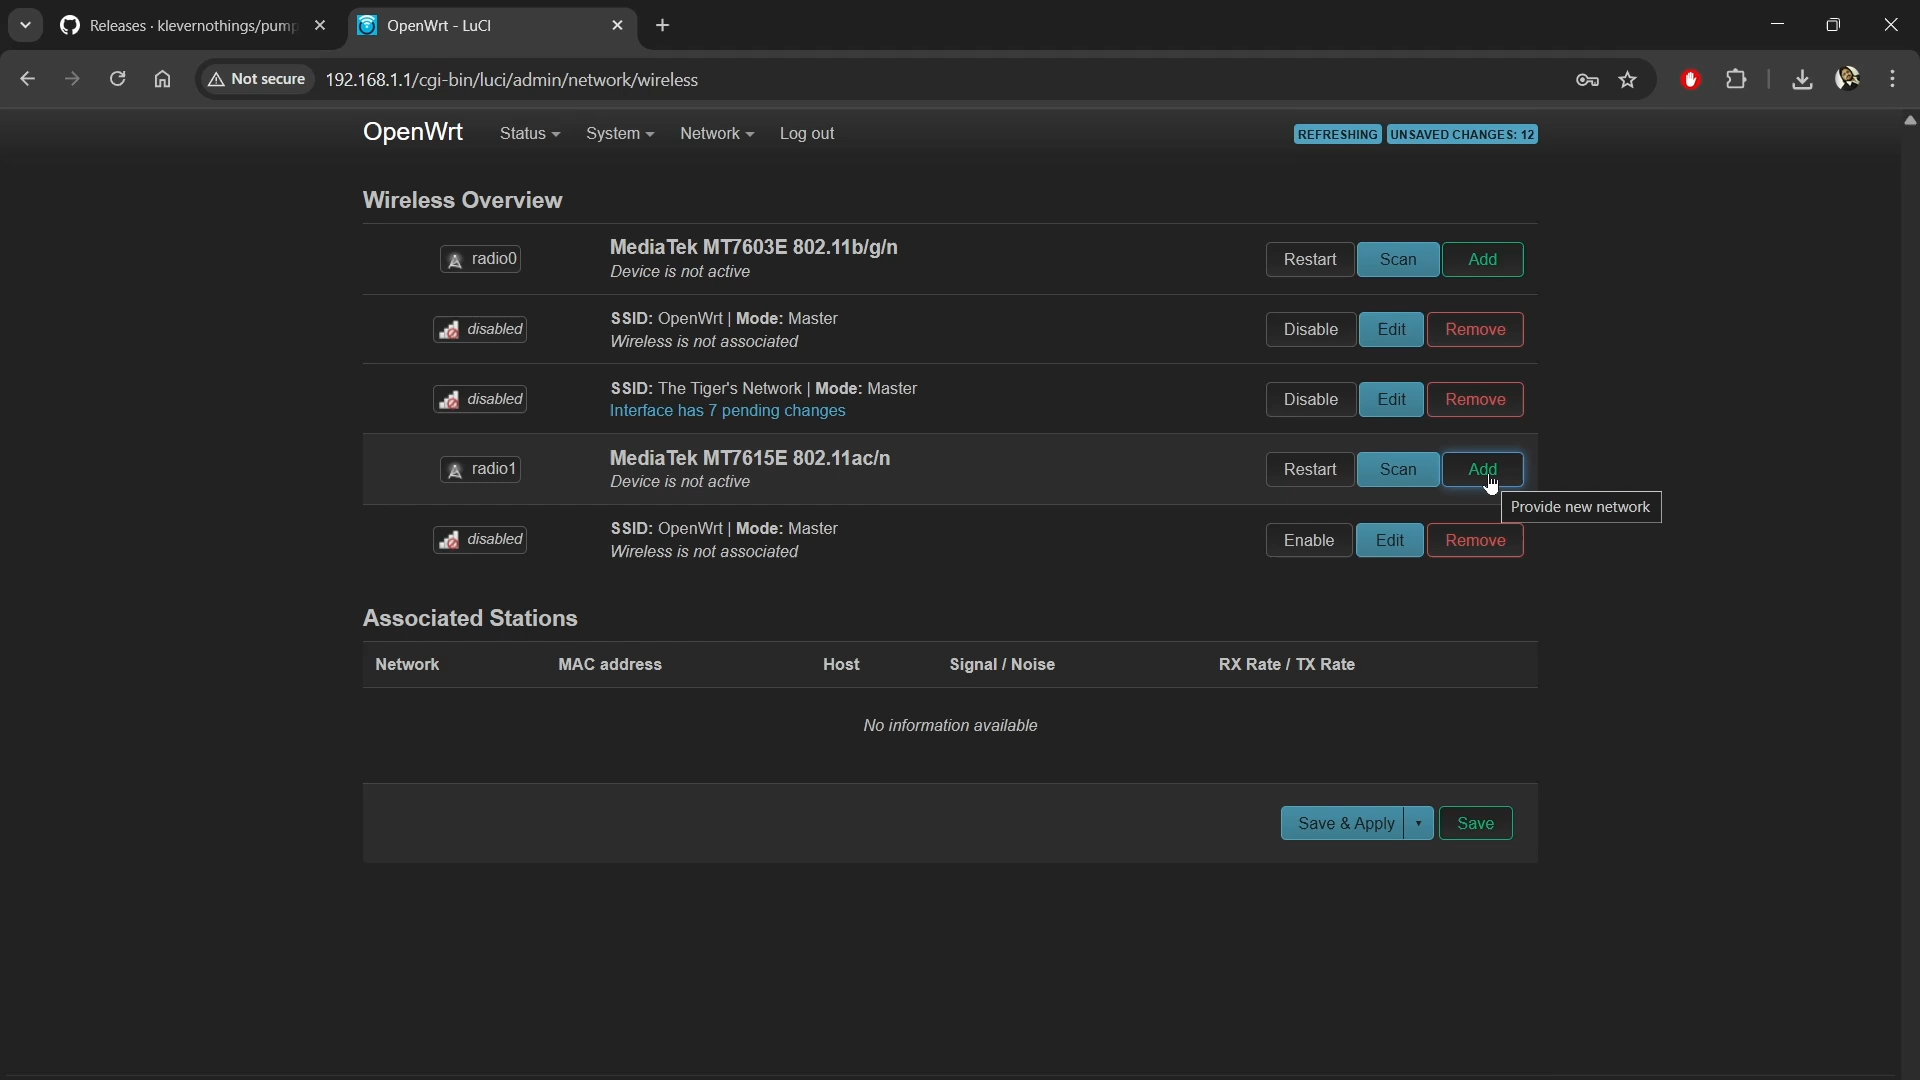 Releases · klevernothings/pump
OpenWrt - LuCI
Not secure
192.168.1.1/cgi-bin/luci/admin/network/wireless
OpenWrt
Status
System
Network
Log out
REFRESHING
UNSAVED CHANGES: 12
Wireless Overview
radio0
MediaTek MT7603E 802.11b/g/n
Device is not active
Restart
Scan
Add
disabled
SSID: OpenWrt | Mode: Master
Wireless is not associated
Disable
Edit
Remove
disabled
SSID: The Tiger's Network | Mode: Master
Interface has 7 pending changes
Disable
Edit
Remove
radio1
MediaTek MT7615E 802.11ac/n
Device is not active
Restart
Scan
Add
Provide new network
disabled
SSID: OpenWrt | Mode: Master
Wireless is not associated
Enable
Edit
Remove
Associated Stations
Network
MAC address
Host
Signal / Noise
RX Rate / TX Rate
No information available
Save & Apply
Save